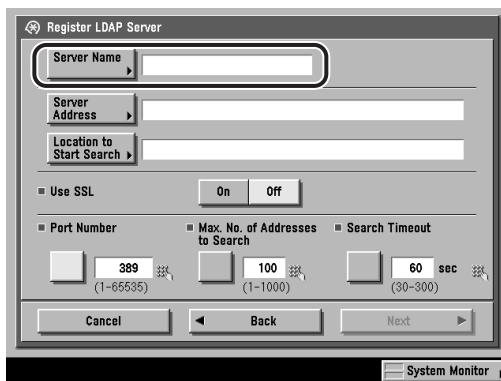 Register LDAP Server
Server Name
Server
Address
Location to
Start Search
Use SSL
On Off
Port Number
389
(1-65535)
Max. No. of Addresses
to Search
100
(1-1000)
Search Timeout
60 sec
(30-300)
Cancel
Back
Next
System Monitor